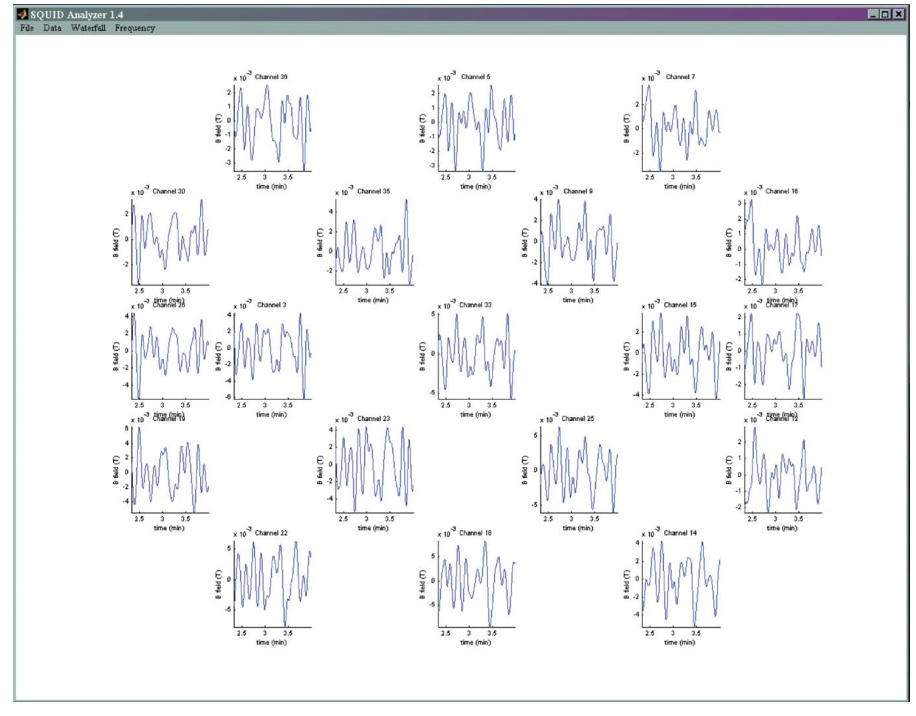 SQUID Analyzer 1.4
File Data Waterfall Frequency
x 10⁻³ Channel 36
B field (T)
2
1
0
-1
-2
-3
2.5 3 3.5
time (min)
x 10⁻³ Channel 6
B field (T)
2
1
0
-1
-2
-3
2.5 3 3.5
time (min)
x 10⁻³ Channel 7
B field (T)
2
0
-2
2.5 3 3.5
time (min)
x 10⁻³ Channel 30
B field (T)
2
0
-2
2.5 3 3.5
time (min)
x 10⁻³ Channel 35
B field (T)
4
2
0
-2
2.5 3 3.5
time (min)
x 10⁻³ Channel 9
B field (T)
4
2
0
-2
-4
2.5 3 3.5
time (min)
x 10⁻³ Channel 16
B field (T)
3
2
1
0
-1
-2
2.5 3 3.5
time (min)
x 10⁻³ Channel 26
B field (T)
4
2
0
-2
-4
2.5 3 3.5
time (min)
x 10⁻³ Channel 3
B field (T)
4
2
0
-2
-4
-6
2.5 3 3.5
time (min)
x 10⁻³ Channel 33
B field (T)
5
0
-5
2.5 3 3.5
time (min)
x 10⁻³ Channel 15
B field (T)
2
0
-2
-4
2.5 3 3.5
time (min)
x 10⁻³ Channel 17
B field (T)
2
0
-2
-4
2.5 3 3.5
time (min)
x 10⁻³ Channel 19
B field (T)
6
4
2
0
-2
-4
2.5 3 3.5
time (min)
x 10⁻³ Channel 23
B field (T)
4
2
0
-2
-4
2.5 3 3.5
time (min)
x 10⁻³ Channel 25
B field (T)
5
0
-5
2.5 3 3.5
time (min)
x 10⁻³ Channel 12
B field (T)
2
1
0
-1
-2
2.5 3 3.5
time (min)
x 10⁻³ Channel 22
B field (T)
5
0
-5
2.5 3 3.5
time (min)
x 10⁻³ Channel 18
B field (T)
5
0
-5
2.5 3 3.5
time (min)
x 10⁻³ Channel 14
B field (T)
4
2
0
-2
-4
2.5 3 3.5
time (min)